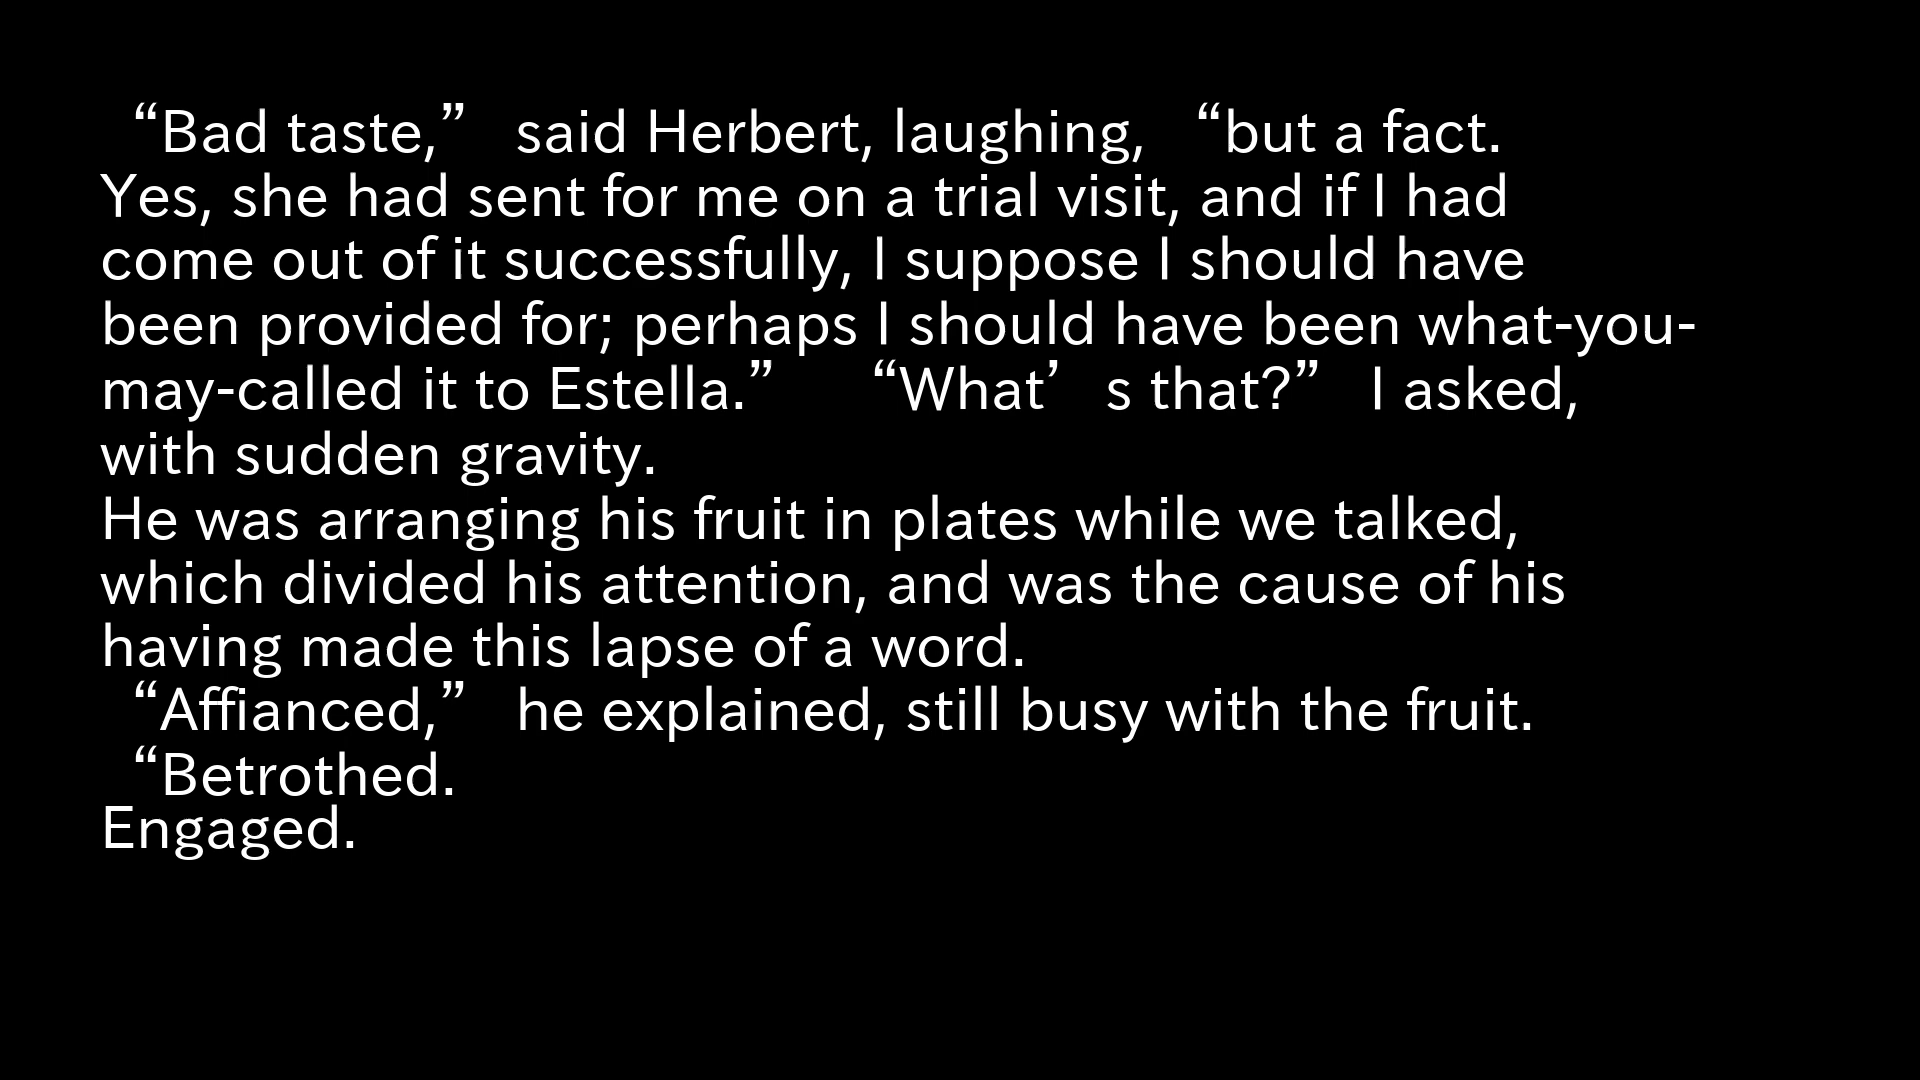 “Bad taste,” said Herbert, laughing, “but a fact.
Yes, she had sent for me on a trial visit, and if I had
come out of it successfully, I suppose I should have
been provided for; perhaps I should have been what-you-
may-called it to Estella.” “What’s that?” I asked,
with sudden gravity.
He was arranging his fruit in plates while we talked,
which divided his attention, and was the cause of his
having made this lapse of a word.
“Affianced,” he explained, still busy with the fruit.
“Betrothed.
Engaged.